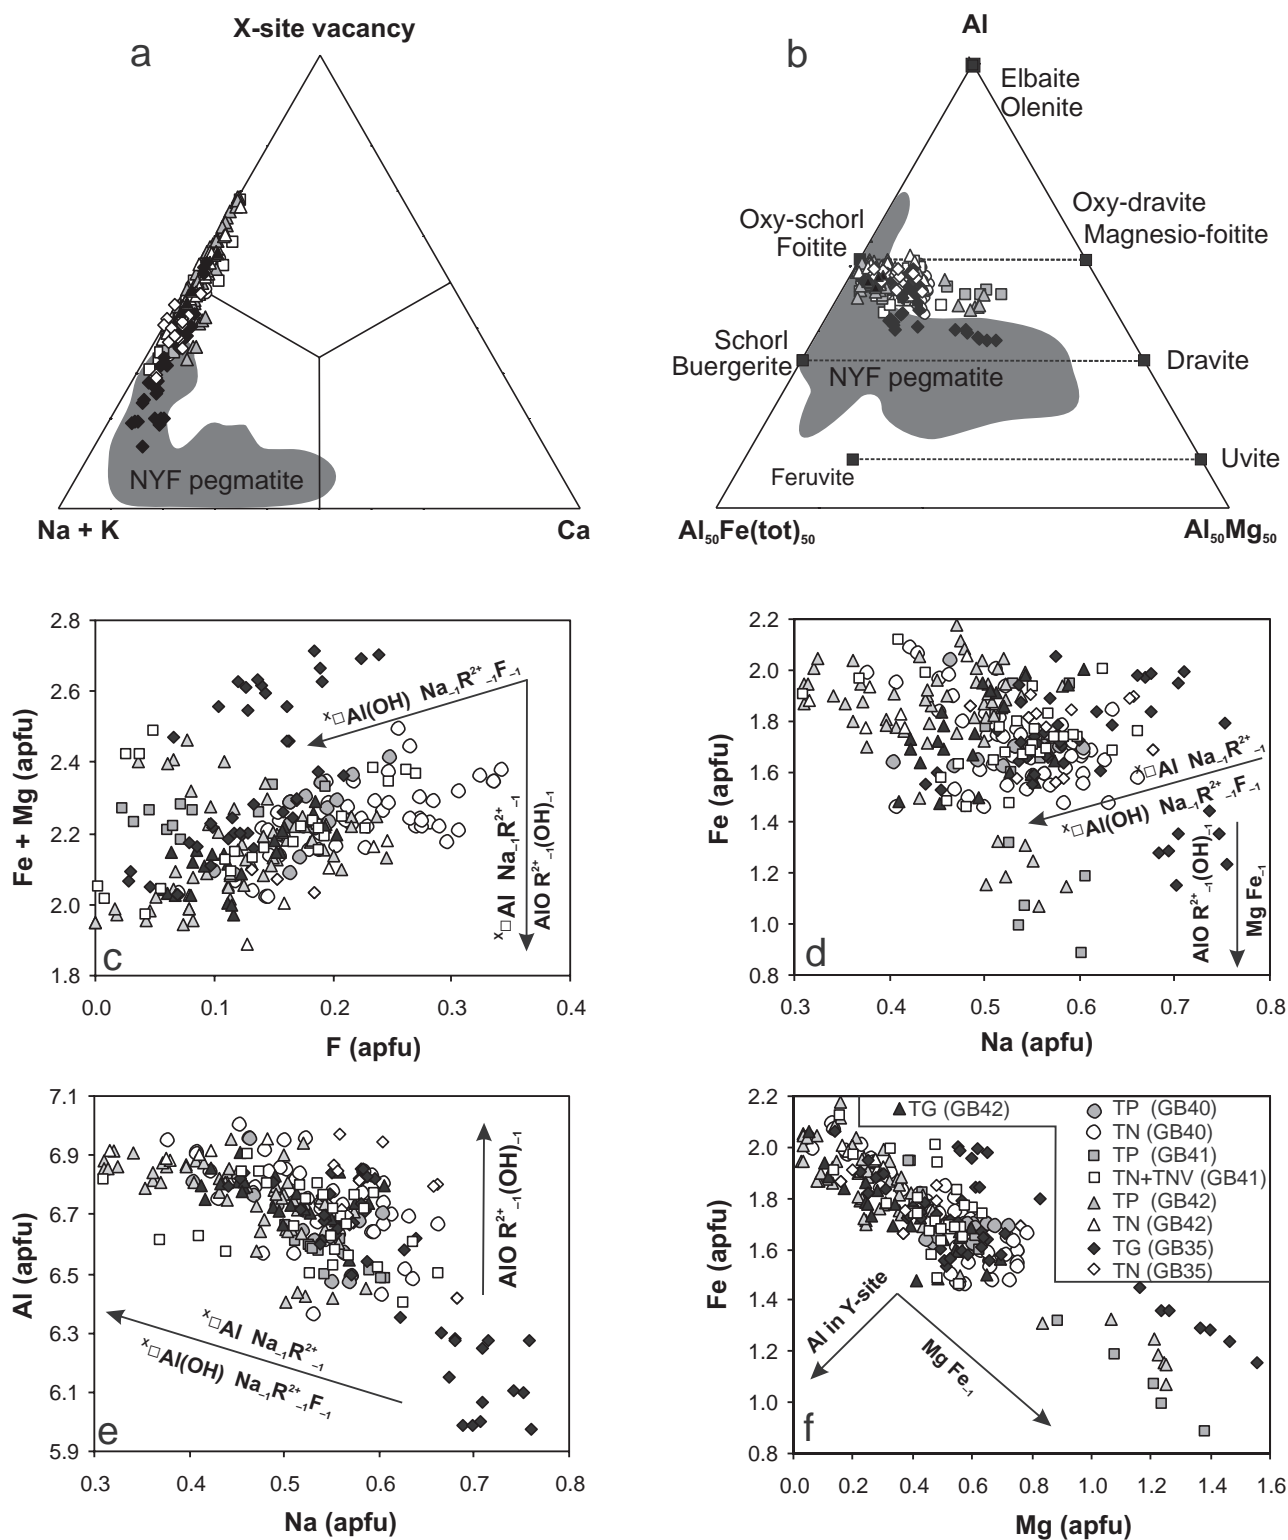 X-site vacancy
a
NYF pegmatite
Na + K
Ca
Al
b
Elbaite
Olenite
Oxy-schorl
Foitite
Oxy-dravite
Magnesio-foitite
Schorl
Buergerite
NYF pegmatite
Dravite
Feruvite
Uvite
Al₅₀Fe(tot)₅₀
Al₅₀Mg₅₀
2.8
2.6
2.4
2.2
2.0
1.8
Fe + Mg (apfu)
ˣ□Al(OH) Na₋₁R²⁺₋₁F₋₁
ˣ□Al Na₋₁R²⁺₋₁
AlO R²⁺₋₁(OH)₋₁
c
0.0 0.1 0.2 0.3 0.4
F (apfu)
2.2
2.0
1.8
1.6
1.4
1.2
1.0
0.8
Fe (apfu)
ˣ□Al Na₋₁R²⁺₋₁
ˣ□Al(OH) Na₋₁R²⁺₋₁F₋₁
AlO R²⁺₋₁(OH)₋₁
Mg Fe₋₁
d
0.3 0.4 0.5 0.6 0.7 0.8
Na (apfu)
7.1
6.9
6.7
6.5
6.3
6.1
5.9
Al (apfu)
AlO R²⁺₋₁(OH)₋₁
ˣ□Al Na₋₁R²⁺₋₁
ˣ□Al(OH) Na₋₁R²⁺₋₁F₋₁
e
0.3 0.4 0.5 0.6 0.7 0.8
Na (apfu)
2.2
2.0
1.8
1.6
1.4
1.2
1.0
0.8
Fe (apfu)
TG (GB42)
TP (GB40)
TN (GB40)
TP (GB41)
TN+TNV (GB41)
TP (GB42)
TN (GB42)
TG (GB35)
TN (GB35)
Al in Y-site
Mg Fe₋₁
f
0.0 0.2 0.4 0.6 0.8 1.0 1.2 1.4 1.6
Mg (apfu)